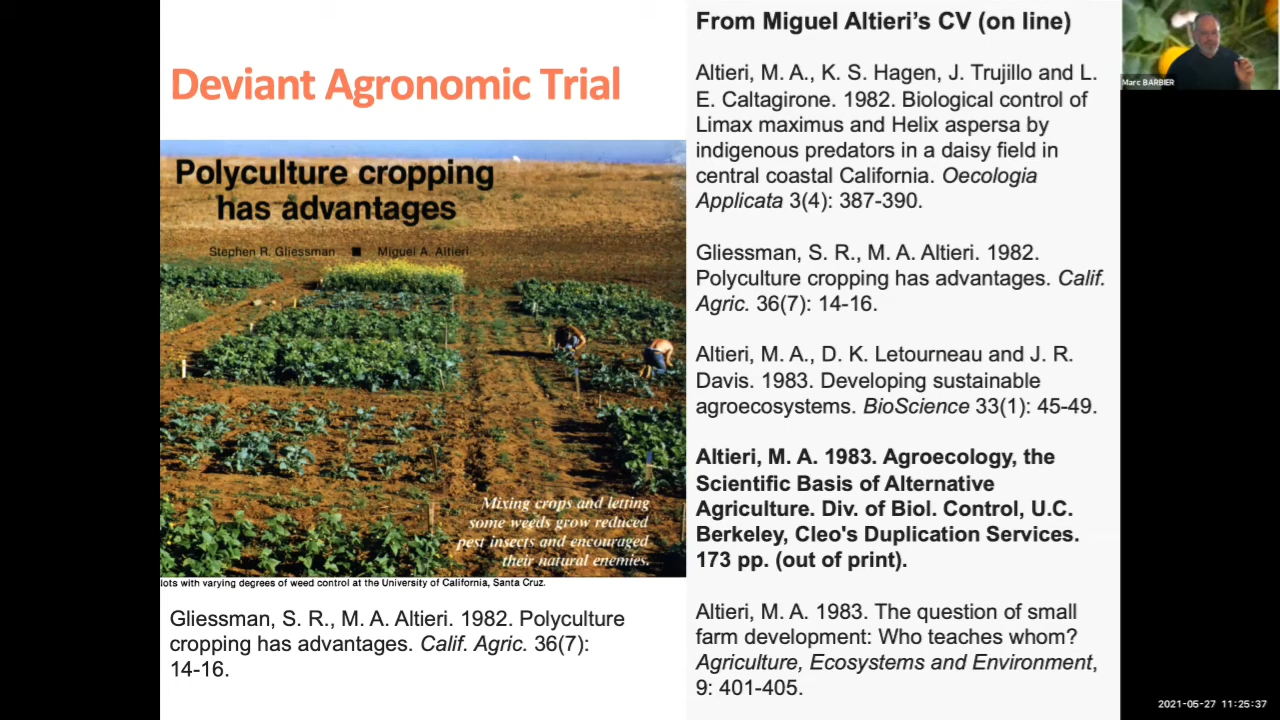 Deviant Agronomic Trial
Polyculture cropping
has advantages
Stephen R. Gliessman ■ Miguel A. Altieri
Mixing crops and letting
some weeds grow reduced
pest insects and encouraged
their natural enemies.
lots with varying degrees of weed control at the University of California, Santa Cruz.
Gliessman, S. R., M. A. Altieri. 1982. Polyculture
cropping has advantages. Calif. Agric. 36(7):
14-16.
From Miguel Altieri's CV (on line)
Altieri, M. A., K. S. Hagen, J. Trujillo and L.
E. Caltagirone. 1982. Biological control of
Limax maximus and Helix aspersa by
indigenous predators in a daisy field in
central coastal California. Oecologia
Applicata 3(4): 387-390.
Gliessman, S. R., M. A. Altieri. 1982.
Polyculture cropping has advantages. Calif.
Agric. 36(7): 14-16.
Altieri, M. A., D. K. Letourneau and J. R.
Davis. 1983. Developing sustainable
agroecosystems. BioScience 33(1): 45-49.
Altieri, M. A. 1983. Agroecology, the
Scientific Basis of Alternative
Agriculture. Div. of Biol. Control, U.C.
Berkeley, Cleo's Duplication Services.
173 pp. (out of print).
Altieri, M. A. 1983. The question of small
farm development: Who teaches whom?
Agriculture, Ecosystems and Environment,
9: 401-405.
Marc BARBIER
2021-05-27 11:25:37